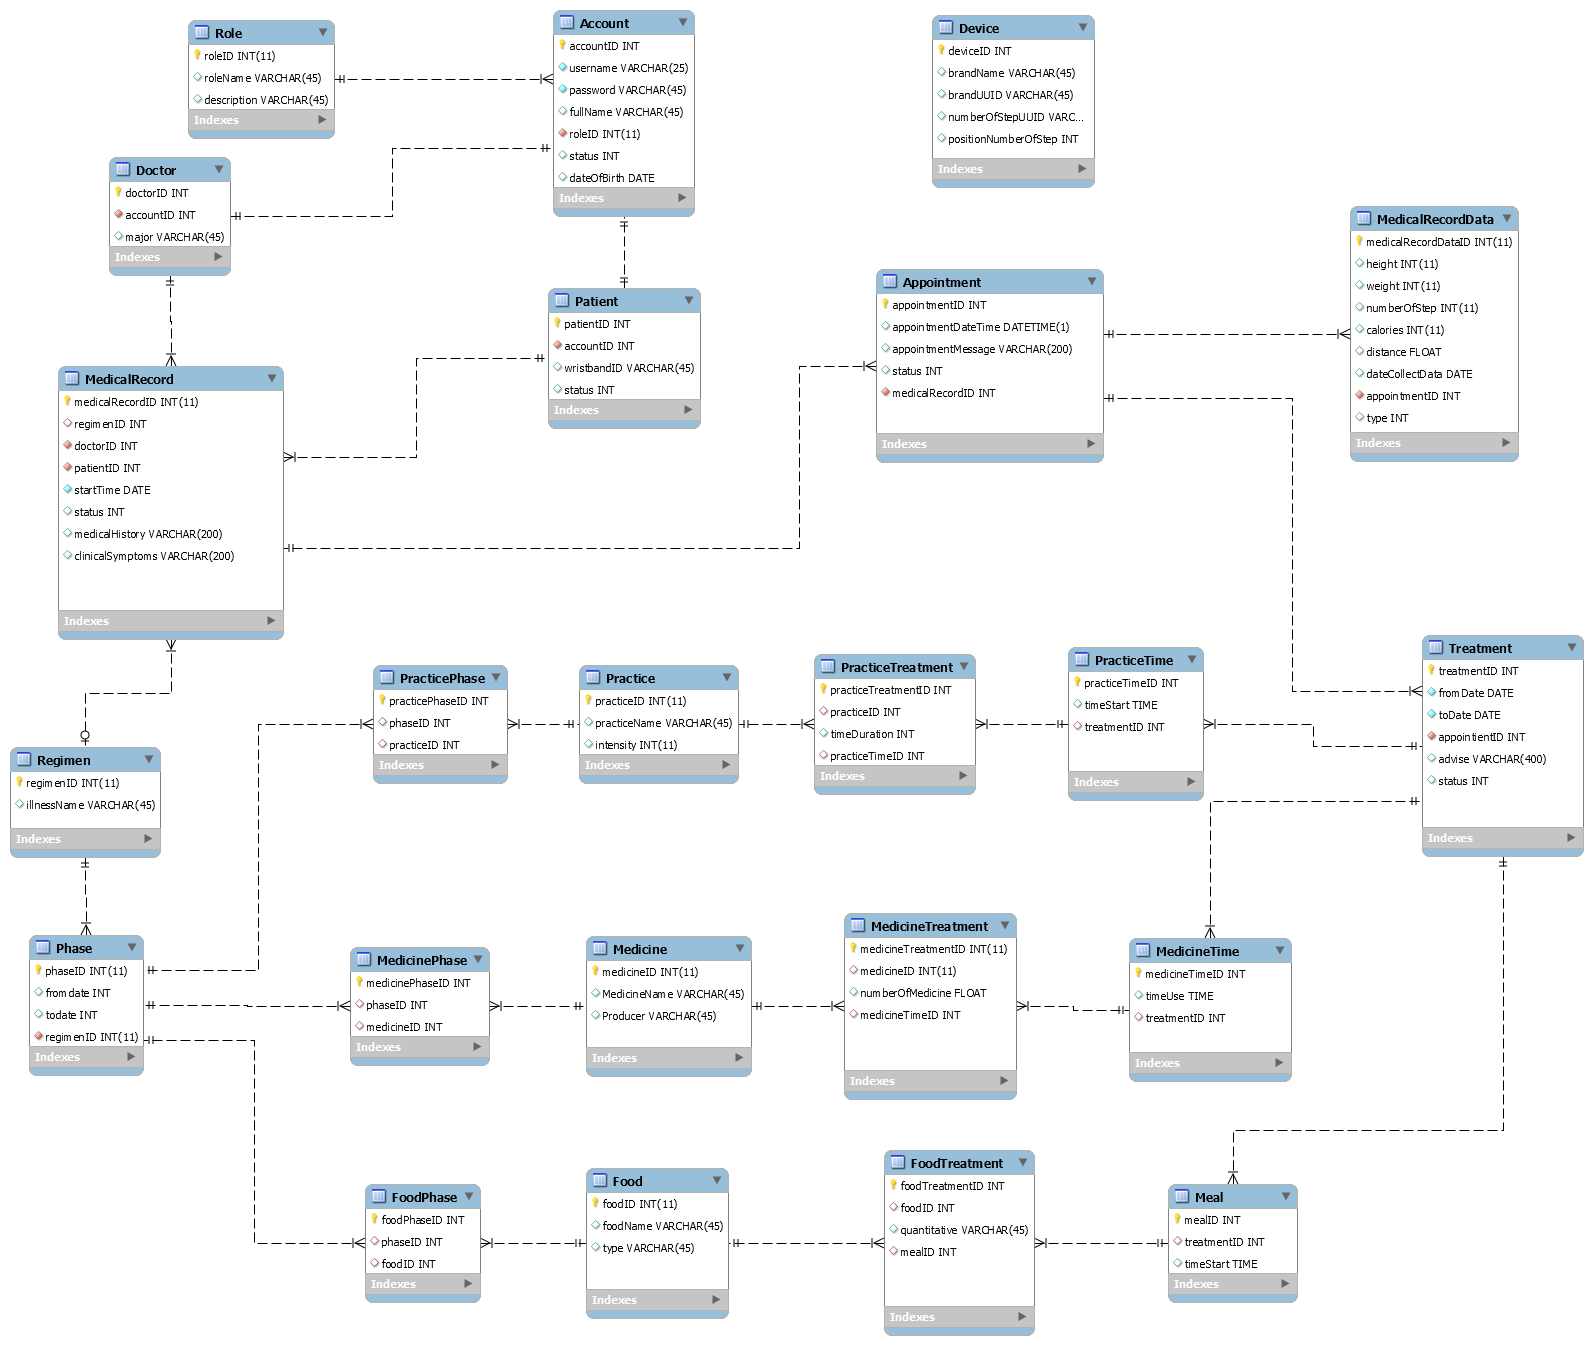 Role
roleID INT(11)
roleName VARCHAR(45)
description VARCHAR(45)
Indexes
Account
accountID INT
username VARCHAR(25)
password VARCHAR(45)
fullName VARCHAR(45)
roleID INT(11)
status INT
dateOfBirth DATE
Indexes
Device
deviceID INT
brandName VARCHAR(45)
brandUUID VARCHAR(45)
numberOfStepUUID VARC...
positionNumberOfStep INT
Indexes
Doctor
doctorID INT
accountID INT
major VARCHAR(45)
Indexes
Patient
patientID INT
accountID INT
wristbandID VARCHAR(45)
status INT
Indexes
Appointment
appointmentID INT
appointmentDateTime DATETIME(1)
appointmentMessage VARCHAR(200)
status INT
medicalRecordID INT
Indexes
MedicalRecordData
medicalRecordDataID INT(11)
height INT(11)
weight INT(11)
numberOfStep INT(11)
calories INT(11)
distance FLOAT
dateCollectData DATE
appointmentID INT
type INT
Indexes
MedicalRecord
medicalRecordID INT(11)
regimenID INT
doctorID INT
patientID INT
startTime DATE
status INT
medicalHistory VARCHAR(200)
clinicalSymptoms VARCHAR(200)
Indexes
PracticePhase
practicePhaseID INT
phaseID INT
practiceID INT
Indexes
Practice
practiceID INT(11)
practiceName VARCHAR(45)
intensity INT(11)
Indexes
PracticeTreatment
practiceTreatmentID INT
practiceID INT
timeDuration INT
practiceTimeID INT
Indexes
PracticeTime
practiceTimeID INT
timeStart TIME
treatmentID INT
Indexes
Treatment
treatmentID INT
fromDate DATE
toDate DATE
appointientID INT
advise VARCHAR(400)
status INT
Indexes
Regimen
regimenID INT(11)
illnessName VARCHAR(45)
Indexes
Phase
phaseID INT(11)
fromdate INT
todate INT
regimenID INT(11)
Indexes
MedicinePhase
medicinePhaseID INT
phaseID INT
medicineID INT
Indexes
Medicine
medicineID INT(11)
MedicineName VARCHAR(45)
Producer VARCHAR(45)
Indexes
MedicineTreatment
medicineTreatmentID INT(11)
medicineID INT(11)
numberOfMedicine FLOAT
medicineTimeID INT
Indexes
MedicineTime
medicineTimeID INT
timeUse TIME
treatmentID INT
Indexes
FoodPhase
foodPhaseID INT
phaseID INT
foodID INT
Indexes
Food
foodID INT(11)
foodName VARCHAR(45)
type VARCHAR(45)
Indexes
FoodTreatment
foodTreatmentID INT
foodID INT
quantitative VARCHAR(45)
mealID INT
Indexes
Meal
mealID INT
treatmentID INT
timeStart TIME
Indexes